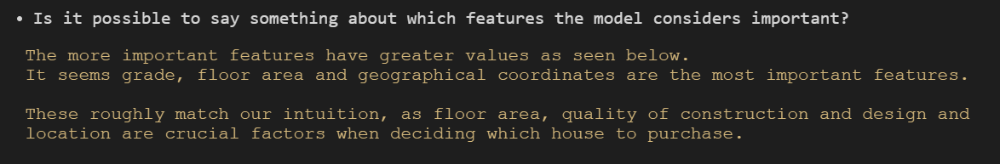 • Is it possible to say something about which features the model considers important?
The more important features have greater values as seen below.
It seems grade, floor area and geographical coordinates are the most important features.
These roughly match our intuition, as floor area, quality of construction and design and
location are crucial factors when deciding which house to purchase.